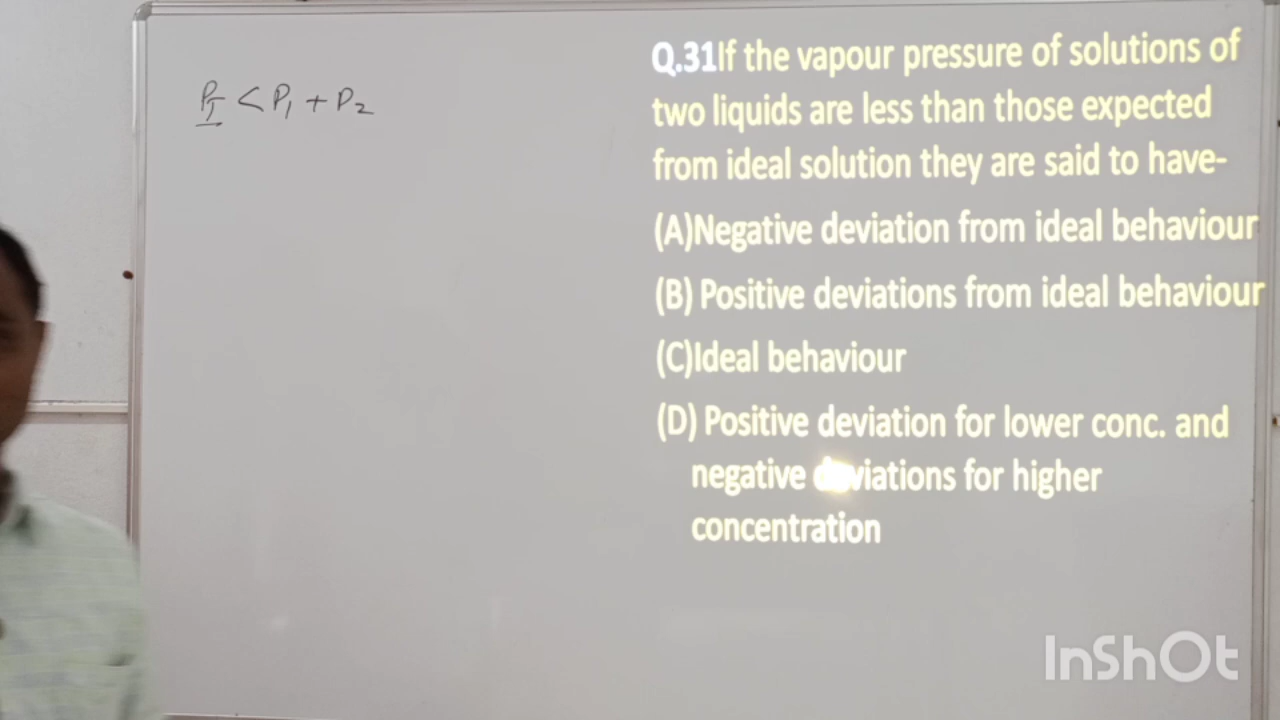 P_T < P₁ + P₂
Q.31If the vapour pressure of solutions of
two liquids are less than those expected
from ideal solution they are said to have-
(A)Negative deviation from ideal behaviour
(B) Positive deviations from ideal behaviour
(C)Ideal behaviour
(D) Positive deviation for lower conc. and
negative deviations for higher
concentration
InShOt